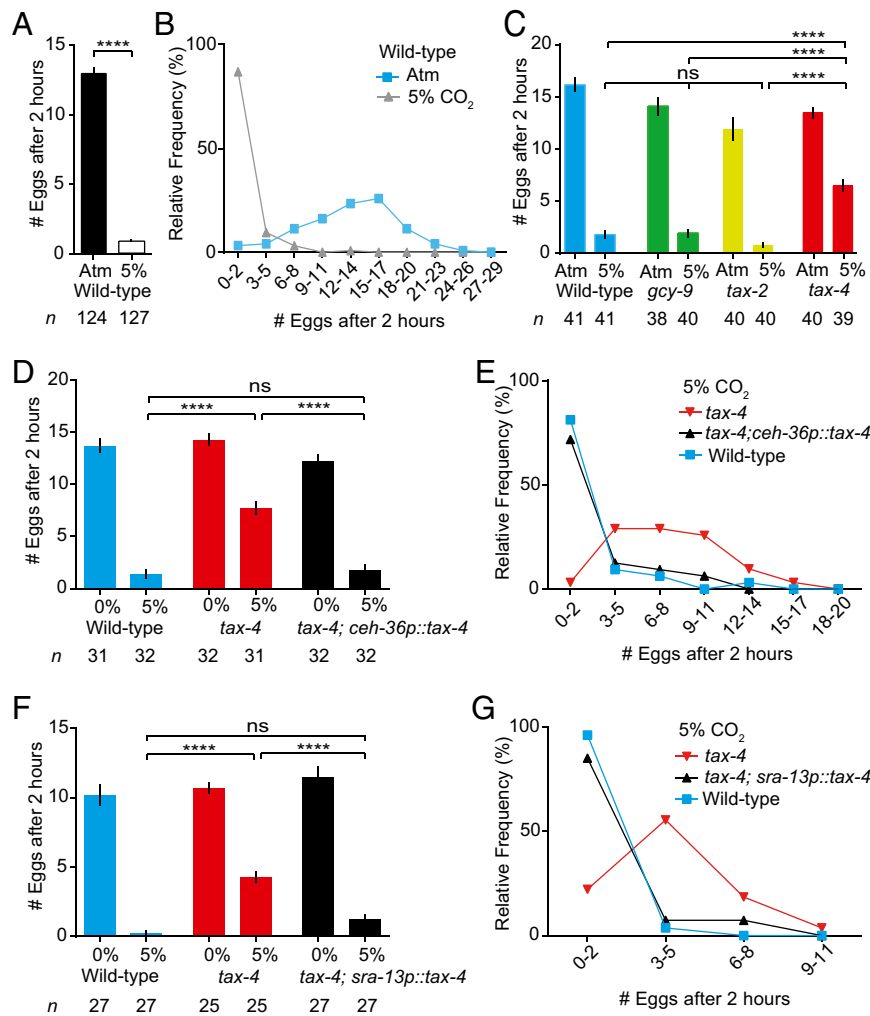 A
# Eggs after 2 hours
15
10
5
0
****
Atm 5%
Wild-type
n 124 127
B
Relative Frequency (%)
100
50
0
Wild-type
Atm
5% CO₂
0-2 3-5 6-8 9-11 12-14 15-17 18-20 21-23 24-26 27-29
# Eggs after 2 hours
C
# Eggs after 2 hours
20
15
10
5
0
****
****
ns ****
Atm 5% Atm 5% Atm 5% Atm 5%
Wild-type gcy-9 tax-2 tax-4
n 41 41 38 40 40 40 40 39
D
# Eggs after 2 hours
20
15
10
5
0
ns
**** ****
0% 5% 0% 5% 0% 5%
Wild-type tax-4 tax-4; ceh-36p::tax-4
n 31 32 32 31 32 32
E
Relative Frequency (%)
100
50
0
5% CO₂
tax-4
tax-4;ceh-36p::tax-4
Wild-type
0-2 3-5 6-8 9-11 12-14 15-17 18-20
# Eggs after 2 hours
F
# Eggs after 2 hours
15
10
5
0
ns
**** ****
0% 5% 0% 5% 0% 5%
Wild-type tax-4 tax-4; sra-13p::tax-4
n 27 27 25 25 27 27
G
Relative Frequency (%)
100
50
0
5% CO₂
tax-4
tax-4; sra-13p::tax-4
Wild-type
0-2 3-5 6-8 9-11
# Eggs after 2 hours